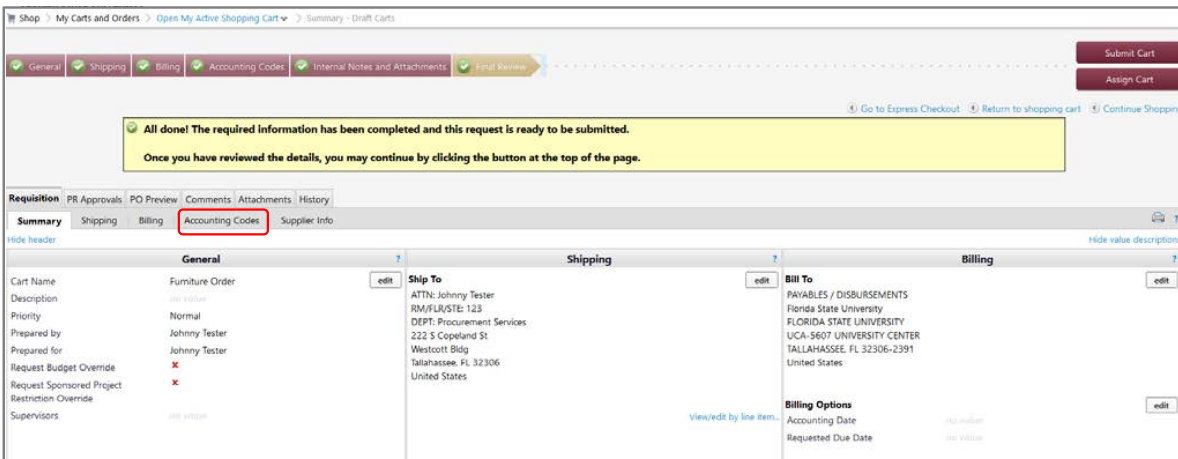 Shop > My Carts and Orders > Open My Active Shopping Cart > Summary - Draft Carts
Submit Cart
General Shipping Billing Accounting Codes Internal Notes and Attachments Final Review
Assign Cart
Go to Express Checkout Return to shopping cart Continue Shoppin
All done! The required information has been completed and this request is ready to be submitted.
Once you have reviewed the details, you may continue by clicking the button at the top of the page.
Requisition PR Approvals PO Preview Comments Attachments History
Summary Shipping Billing Accounting Codes Supplier Info ?
Hide header Hide value description
General ? Shipping ? Billing ?
Cart Name Furniture Order edit
Description no value
Priority Normal
Prepared by Johnny Tester
Prepared for Johnny Tester
Request Budget Override x
Request Sponsored Project Restriction Override x
Supervisors no value
Ship To edit
ATTN: Johnny Tester
RM/FLR/STE: 123
DEPT: Procurement Services
222 S Copeland St
Westcott Bldg
Tallahassee, FL 32306
United States
View/edit by line item...
Bill To edit
PAYABLES / DISBURSEMENTS
Florida State University
FLORIDA STATE UNIVERSITY
UCA-5607 UNIVERSITY CENTER
TALLAHASSEE, FL 32306-2391
United States
Billing Options edit
Accounting Date no value
Requested Due Date no value